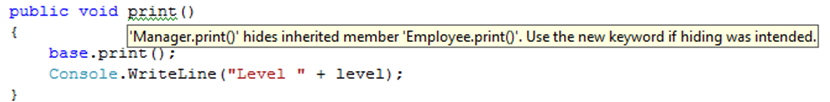 public void print()
{
'Manager.print()' hides inherited member 'Employee.print()'. Use the new keyword if hiding was intended.
base.print();
Console.WriteLine("Level " + level);
}